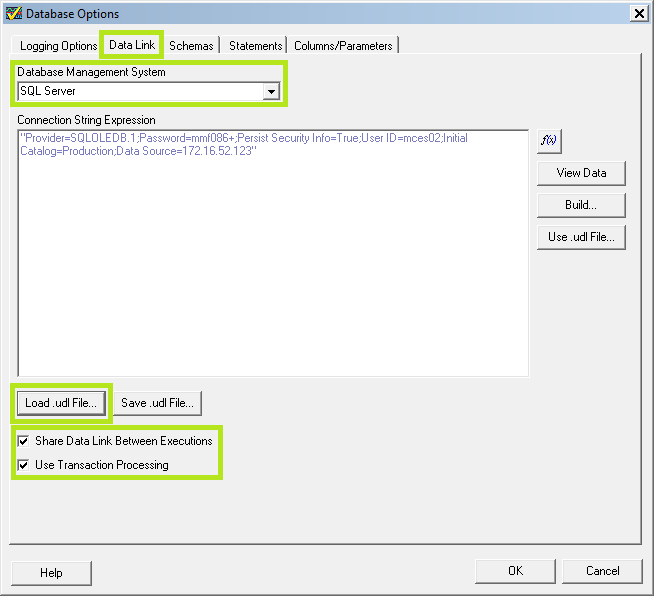 Database Options
Logging Options Data Link Schemas Statements Columns/Parameters
Database Management System
SQL Server
Connection String Expression
"Provider=SQLOLEDB.1;Password=mmf086+;Persist Security Info=True;User ID=mces02;Initial
Catalog=Production;Data Source=172.16.52.123"
f(x)
View Data
Build...
Use .udl File...
Load .udl File... Save .udl File...
Share Data Link Between Executions
Use Transaction Processing
Help OK Cancel